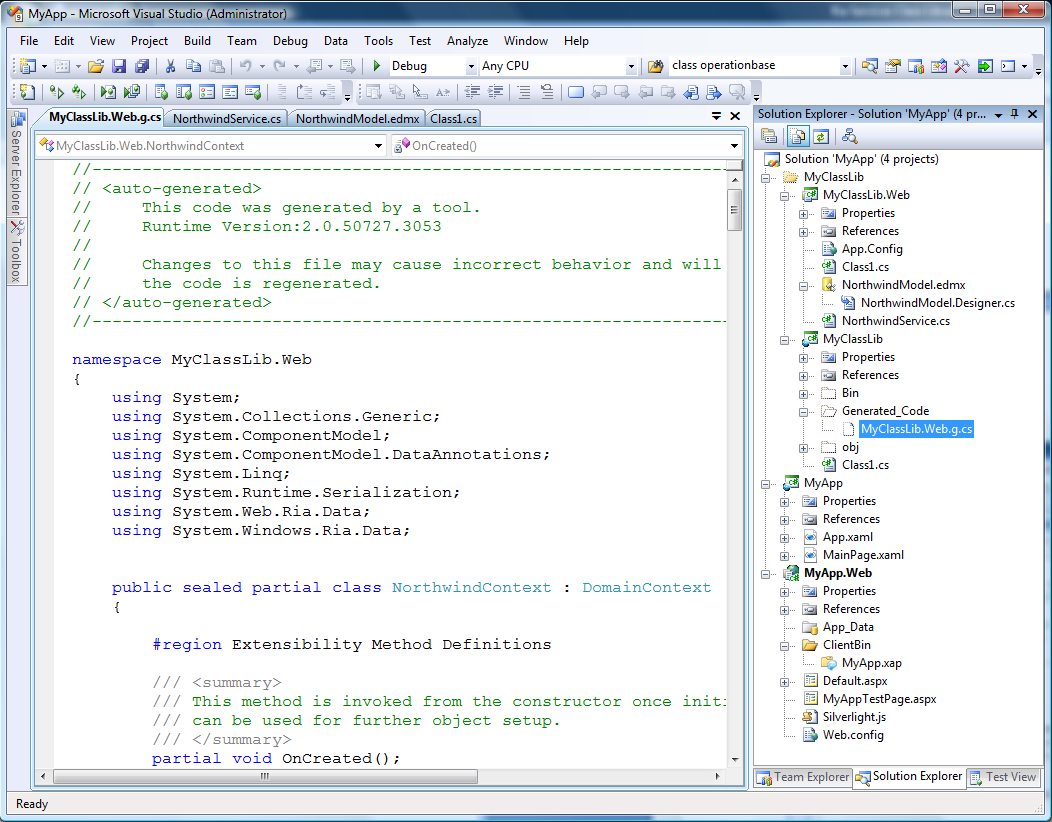 MyApp - Microsoft Visual Studio (Administrator)
File Edit View Project Build Team Debug Data Tools Test Analyze Window Help
Debug Any CPU class operationbase
Server Explorer
Toolbox
MyClassLib.Web.g.cs NorthwindService.cs NorthwindModel.edmx Class1.cs
MyClassLib.Web.NorthwindContext OnCreated()
//----------------------------------------------------------------
// <auto-generated>
//     This code was generated by a tool.
//     Runtime Version:2.0.50727.3053
//
//     Changes to this file may cause incorrect behavior and will
//     the code is regenerated.
// </auto-generated>
//----------------------------------------------------------------
namespace MyClassLib.Web
{
using System;
using System.Collections.Generic;
using System.ComponentModel;
using System.ComponentModel.DataAnnotations;
using System.Linq;
using System.Runtime.Serialization;
using System.Web.Ria.Data;
using System.Windows.Ria.Data;
public sealed partial class NorthwindContext : DomainContext
{
#region Extensibility Method Definitions
/// <summary>
/// This method is invoked from the constructor once initi
/// can be used for further object setup.
/// </summary>
partial void OnCreated();
Solution Explorer - Solution 'MyApp' (4 pr...
Solution 'MyApp' (4 projects)
MyClassLib
MyClassLib.Web
Properties
References
App.Config
Class1.cs
NorthwindModel.edmx
NorthwindModel.Designer.cs
NorthwindService.cs
MyClassLib
Properties
References
Bin
Generated_Code
MyClassLib.Web.g.cs
obj
Class1.cs
MyApp
Properties
References
App.xaml
MainPage.xaml
MyApp.Web
Properties
References
App_Data
ClientBin
MyApp.xap
Default.aspx
MyAppTestPage.aspx
Silverlight.js
Web.config
Team Explorer Solution Explorer Test View
Ready